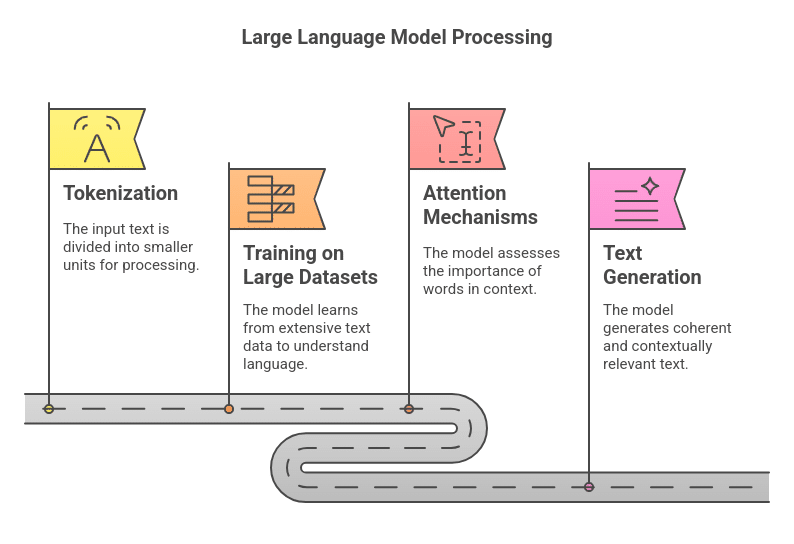 Large Language Model Processing
Tokenization
The input text is
divided into smaller
units for processing.
Training on
Large Datasets
The model learns
from extensive text
data to understand
language.
Attention
Mechanisms
The model assesses
the importance of
words in context.
Text
Generation
The model
generates coherent
and contextually
relevant text.